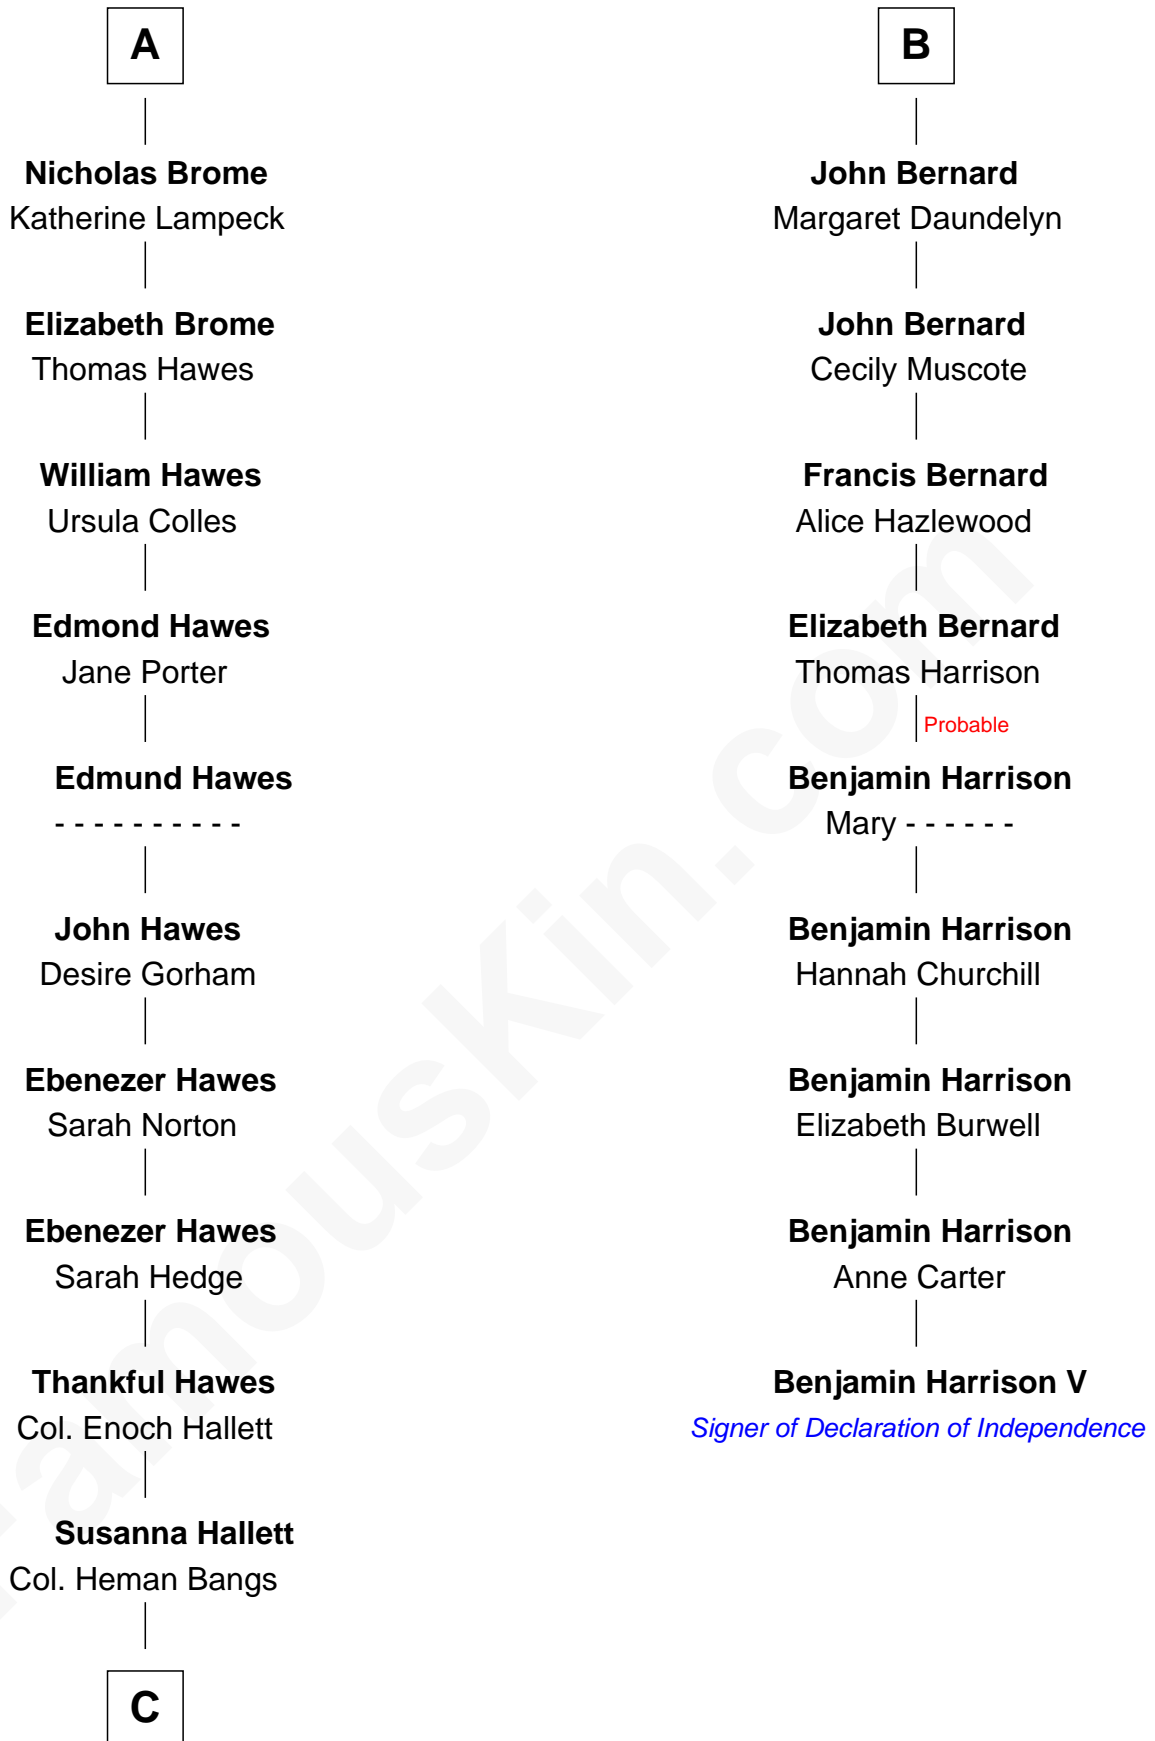 A
Nicholas Brome
Katherine Lampeck
Elizabeth Brome
Thomas Hawes
William Hawes
Ursula Colles
Edmond Hawes
Jane Porter
Edmund Hawes
- - - - - - - - - -
John Hawes
Desire Gorham
Ebenezer Hawes
Sarah Norton
Ebenezer Hawes
Sarah Hedge
Thankful Hawes
Col. Enoch Hallett
Susanna Hallett
Col. Heman Bangs
C
B
John Bernard
Margaret Daundelyn
John Bernard
Cecily Muscote
Francis Bernard
Alice Hazlewood
Elizabeth Bernard
Thomas Harrison
Probable
Benjamin Harrison
Mary - - - - - -
Benjamin Harrison
Hannah Churchill
Benjamin Harrison
Elizabeth Burwell
Benjamin Harrison
Anne Carter
Benjamin Harrison V
Signer of Declaration of Independence
FamousKin.com